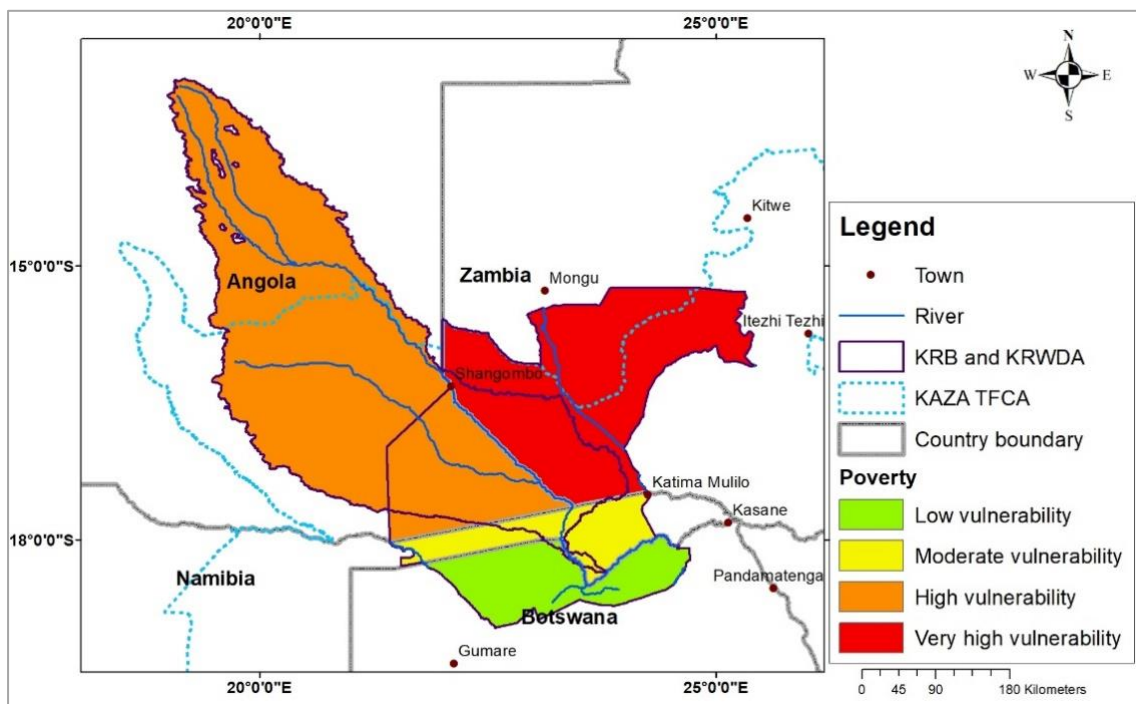 20°0'0"E
25°0'0"E
N
W
E
S
Kitwe
15°0'0"S
Angola
Zambia
Mongu
Itezhi Tezhi
Shangombo
Katima Mulilo
Kasane
18°0'0"S
Namibia
Pandamatenga
Botswana
Gumare
20°0'0"E
25°0'0"E
Legend
Town
River
KRB and KRWDA
KAZA TFCA
Country boundary
Poverty
Low vulnerability
Moderate vulnerability
High vulnerability
Very high vulnerability
0 45 90 180 Kilometers